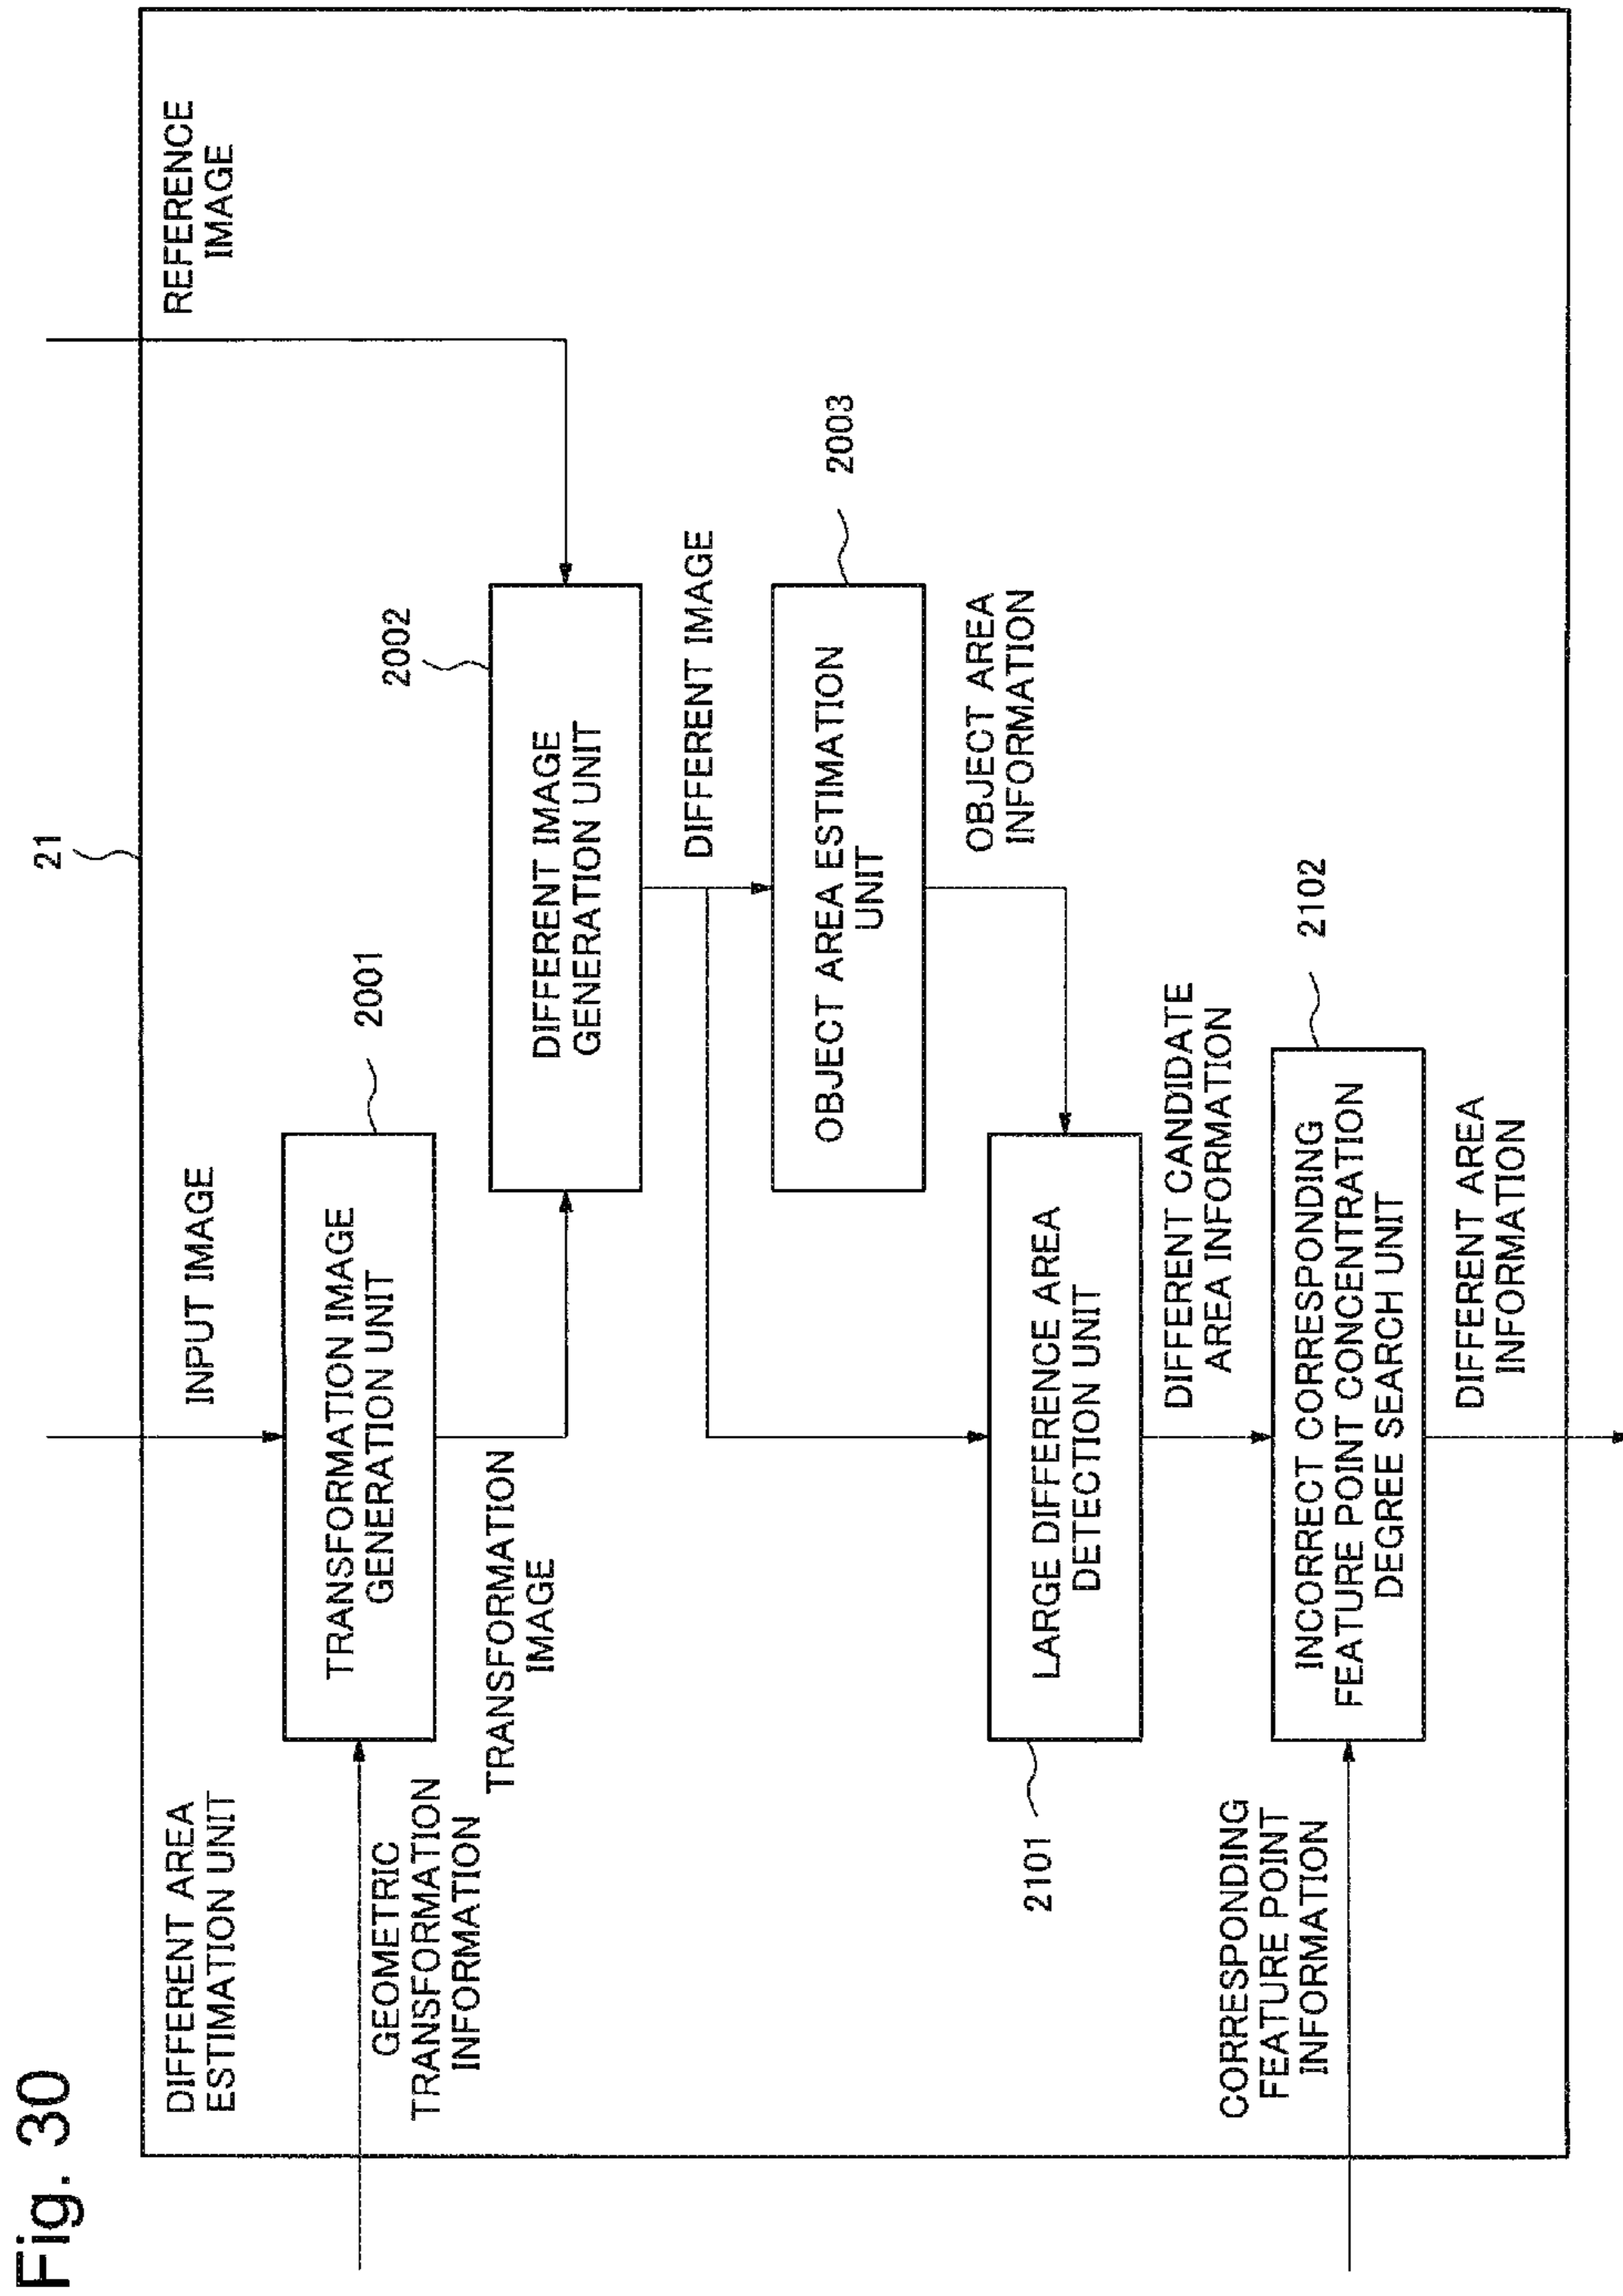 Fig. 30
21
DIFFERENT AREA
ESTIMATION UNIT
INPUT IMAGE
REFERENCE
IMAGE
GEOMETRIC
TRANSFORMATION
INFORMATION
TRANSFORMATION IMAGE
GENERATION UNIT
2001
TRANSFORMATION
IMAGE
2002
DIFFERENT IMAGE
GENERATION UNIT
DIFFERENT IMAGE
OBJECT AREA ESTIMATION
UNIT
2003
OBJECT AREA
INFORMATION
LARGE DIFFERENCE AREA
DETECTION UNIT
2101
DIFFERENT CANDIDATE
AREA INFORMATION
CORRESPONDING
FEATURE POINT
INFORMATION
INCORRECT CORRESPONDING
FEATURE POINT CONCENTRATION
DEGREE SEARCH UNIT
2102
DIFFERENT AREA
INFORMATION